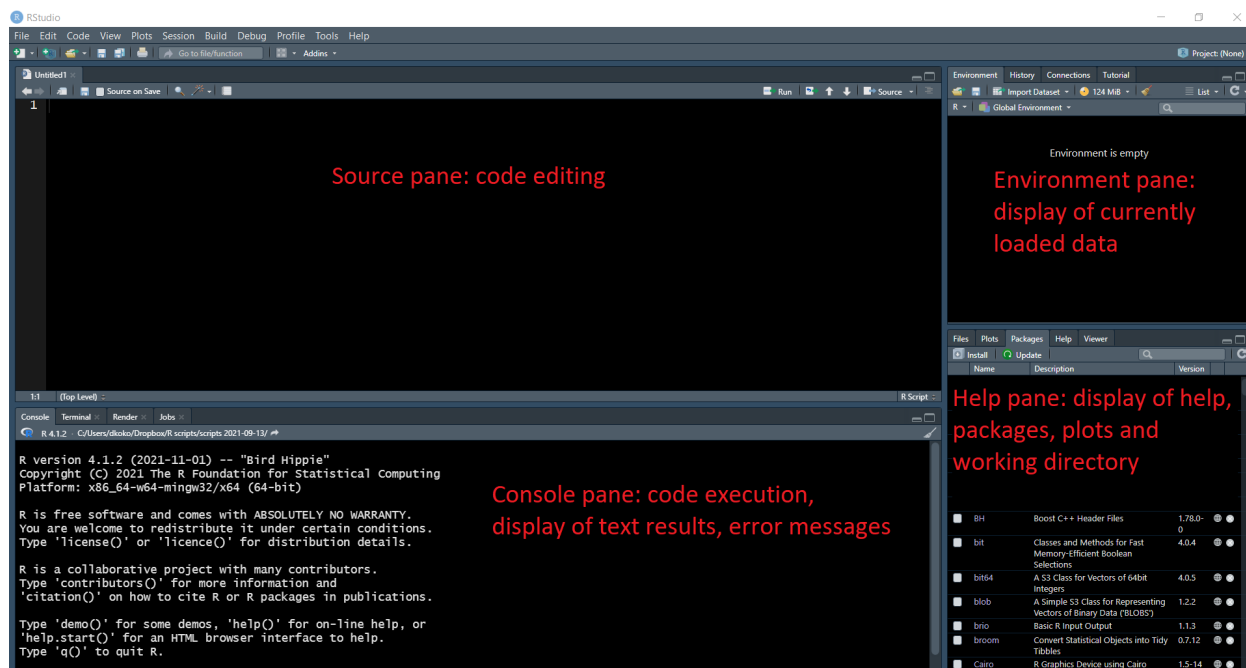 RStudio
File Edit Code View Plots Session Build Debug Profile Tools Help
Go to file/function Addins Project: (None)
Untitled1
Source on Save Run Source
1
Source pane: code editing
1:1 (Top Level) R Script
Environment History Connections Tutorial
Import Dataset 124 MiB List
R Global Environment
Environment is empty
Environment pane:
display of currently
loaded data
Console Terminal Render Jobs
R 4.1.2 · C:/Users/dkoko/Dropbox/R scripts/scripts 2021-09-13/
R version 4.1.2 (2021-11-01) -- "Bird Hippie"
Copyright (C) 2021 The R Foundation for Statistical Computing
Platform: x86_64-w64-mingw32/x64 (64-bit)
R is free software and comes with ABSOLUTELY NO WARRANTY.
You are welcome to redistribute it under certain conditions.
Type 'license()' or 'licence()' for distribution details.
R is a collaborative project with many contributors.
Type 'contributors()' for more information and
'citation()' on how to cite R or R packages in publications.
Type 'demo()' for some demos, 'help()' for on-line help, or
'help.start()' for an HTML browser interface to help.
Type 'q()' to quit R.
Console pane: code execution,
display of text results, error messages
Files Plots Packages Help Viewer
Install Update
Name Description Version
Help pane: display of help,
packages, plots and
working directory
BH Boost C++ Header Files 1.78.0-
0
bit Classes and Methods for Fast 4.0.4
Memory-Efficient Boolean
Selections
bit64 A S3 Class for Vectors of 64bit 4.0.5
Integers
blob A Simple S3 Class for Representing 1.2.2
Vectors of Binary Data ('BLOBS')
brio Basic R Input Output 1.1.3
broom Convert Statistical Objects into Tidy 0.7.12
Tibbles
Cairo R Graphics Device using Cairo 1.5-14